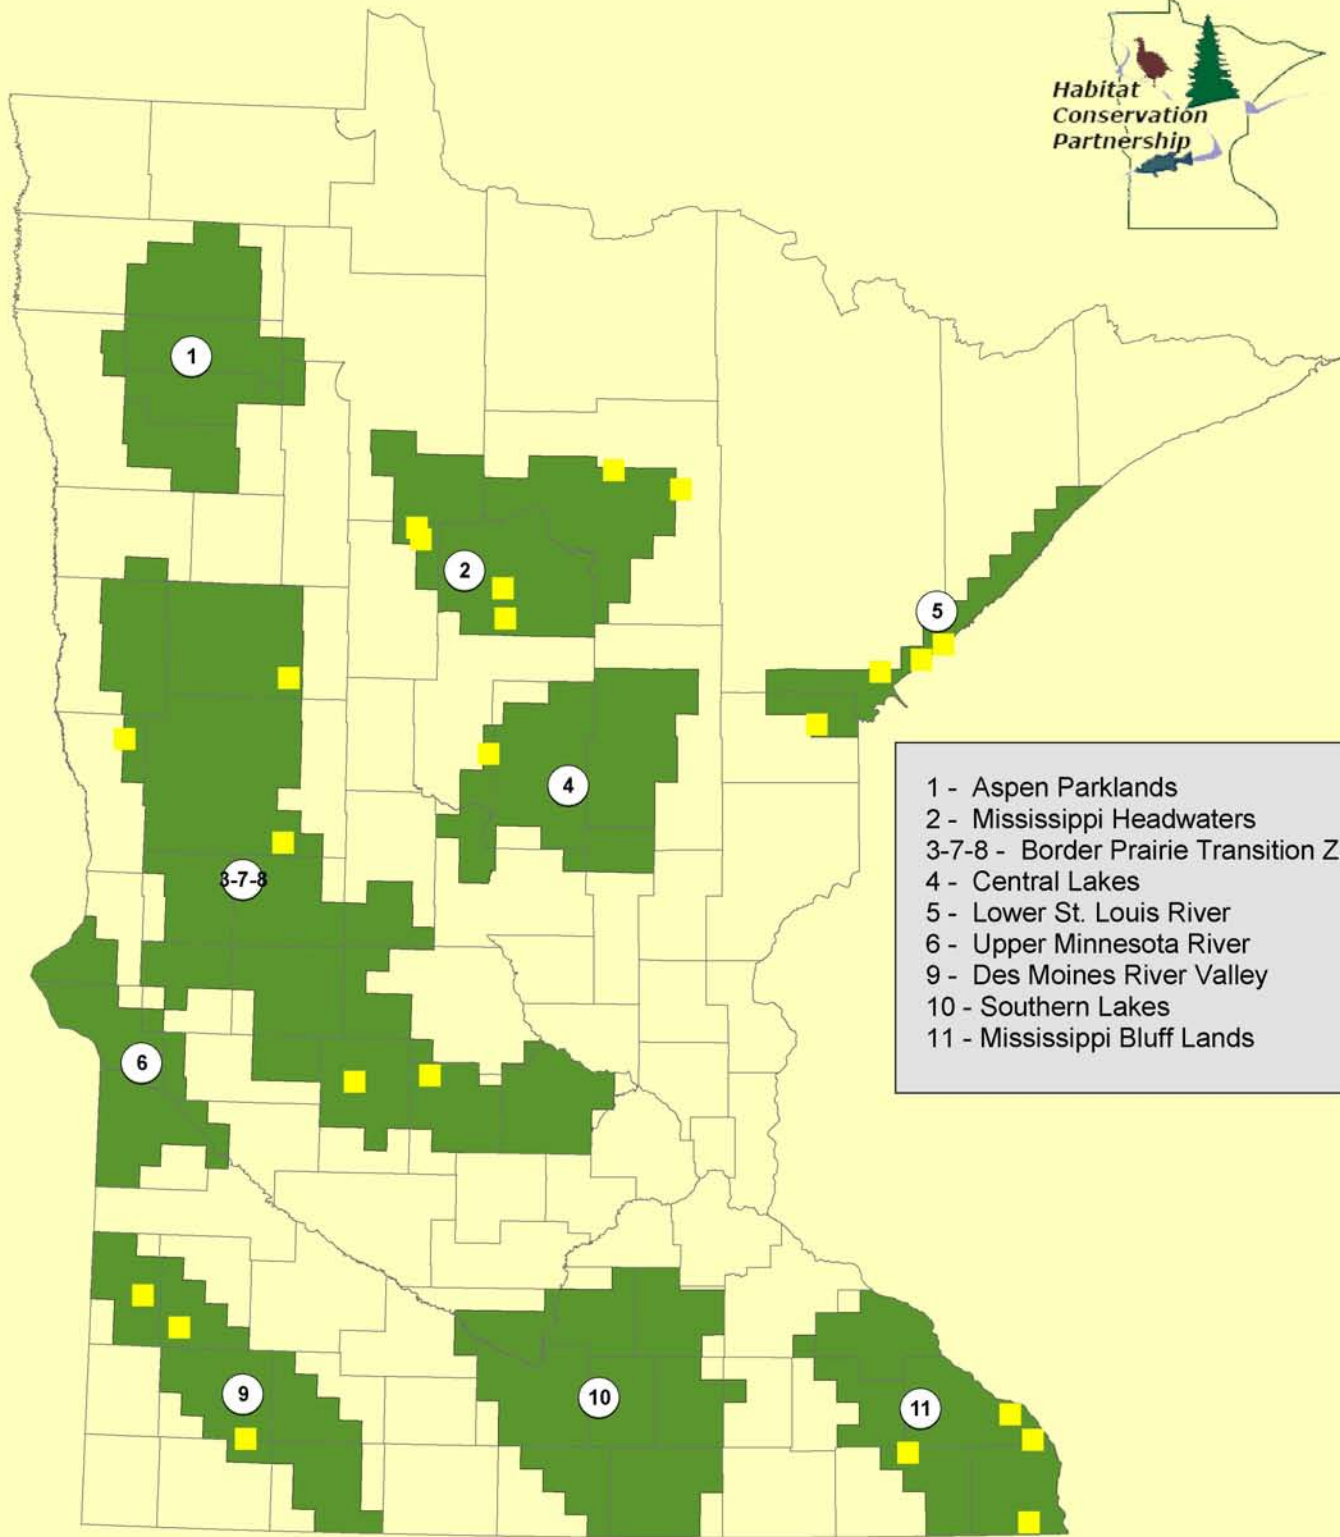 Habitat
Conservation
Partnership
1
2
5
4
3-7-8
6
9
10
11
1 - Aspen Parklands
2 - Mississippi Headwaters
3-7-8 - Border Prairie Transition Z
4 - Central Lakes
5 - Lower St. Louis River
6 - Upper Minnesota River
9 - Des Moines River Valley
10 - Southern Lakes
11 - Mississippi Bluff Lands